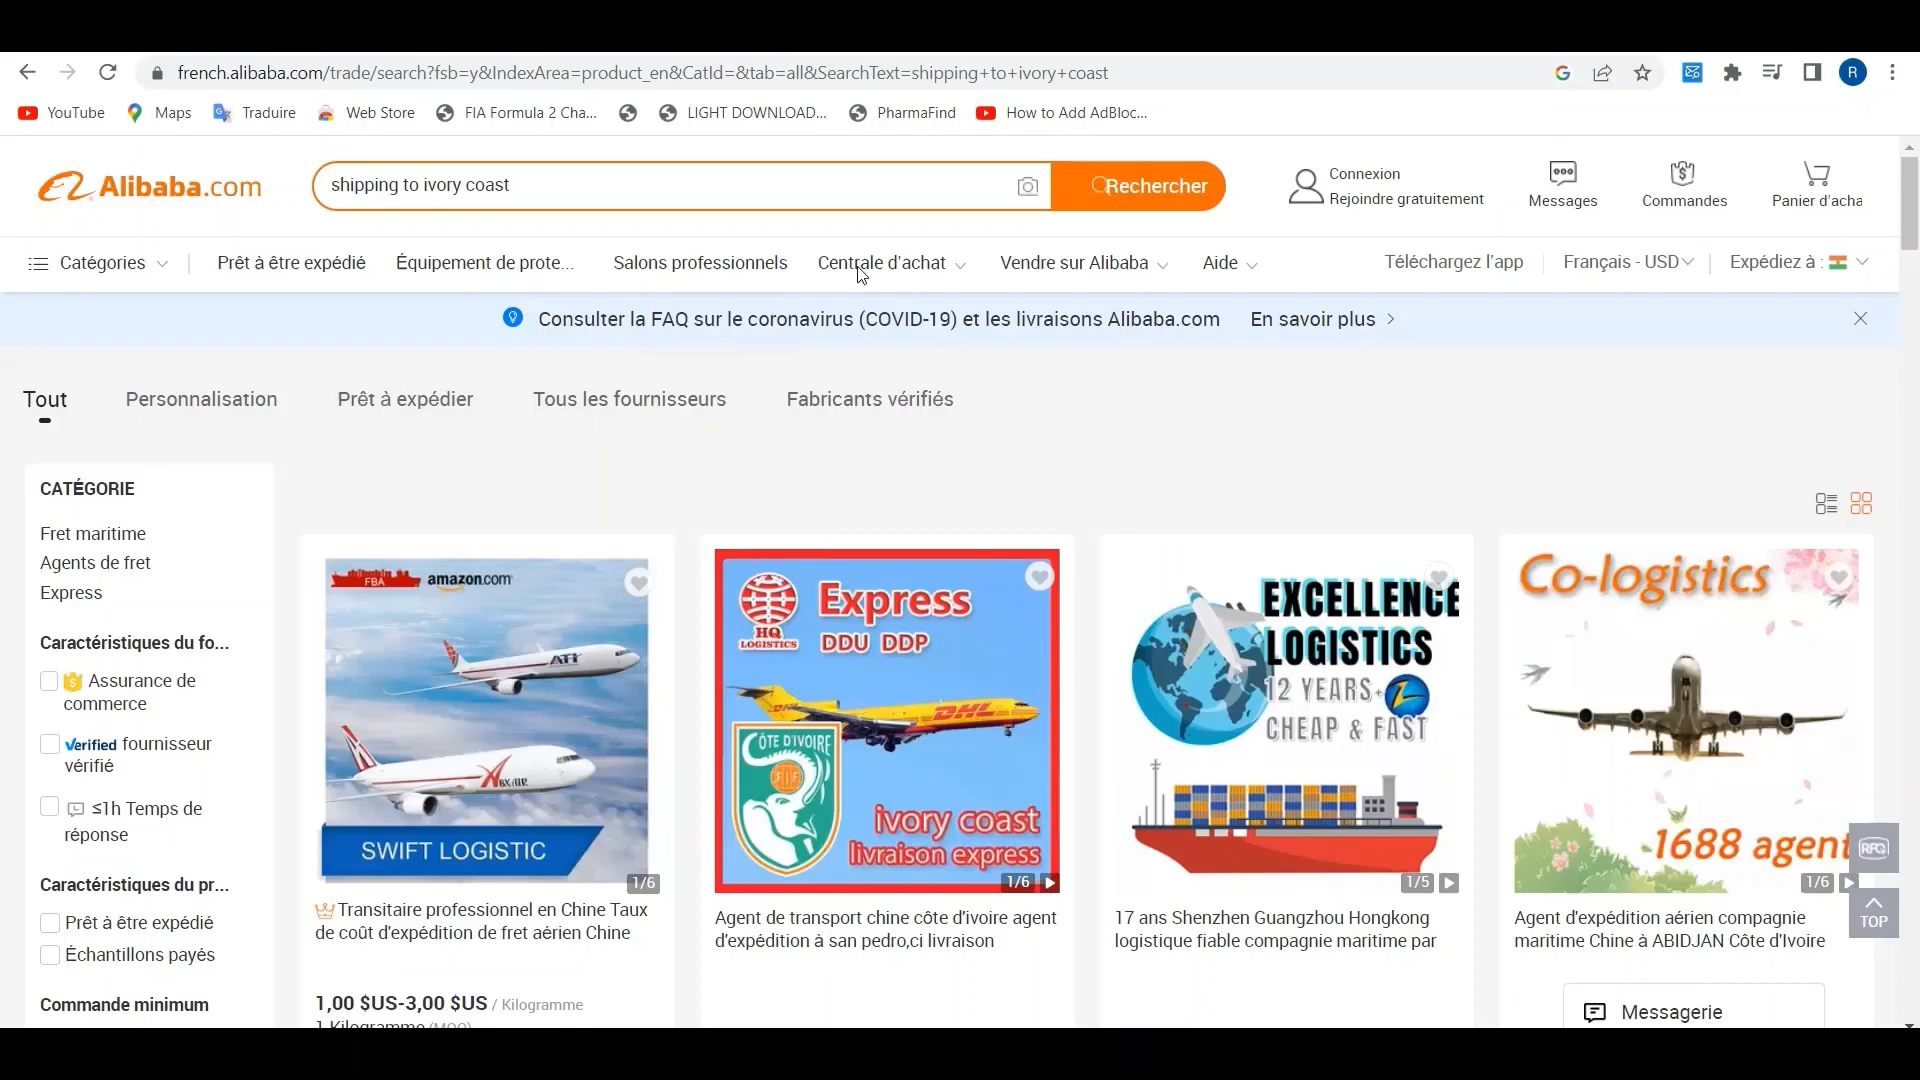 french.alibaba.com/trade/search?fsb=y&IndexArea=product_en&CatId=&tab=all&SearchText=shipping+to+ivory+coast
R
YouTube Maps Traduire Web Store FIA Formula 2 Cha... LIGHT DOWNLOAD... PharmaFind How to Add AdBloc...
Alibaba.com
shipping to ivory coast
Rechercher
Connexion
Rejoindre gratuitement
Messages
Commandes
Panier d'acha
Catégories
Prêt à être expédié
Équipement de prote...
Salons professionnels
Centrale d'achat
Vendre sur Alibaba
Aide
Téléchargez l'app
Français - USD
Expédiez à :
Consulter la FAQ sur le coronavirus (COVID-19) et les livraisons Alibaba.com En savoir plus
Tout
Personnalisation
Prêt à expédier
Tous les fournisseurs
Fabricants vérifiés
CATÉGORIE
Fret maritime
Agents de fret
Express
Caractéristiques du fo...
Assurance de
commerce
Verified fournisseur
vérifié
≤1h Temps de
réponse
Caractéristiques du pr...
Prêt à être expédié
Échantillons payés
Commande minimum
FBA
amazon.com
ATI
ABX AIR
SWIFT LOGISTIC
1/6
Transitaire professionnel en Chine Taux
de coût d'expédition de fret aérien Chine
1,00 $US-3,00 $US / Kilogramme
1 Kilogramme (MOQ)
HQ
LOGISTICS
Express
DDU DDP
DHL
CÔTE D'IVOIRE
FIF
ivory coast
livraison express
1/6
Agent de transport chine côte d'ivoire agent
d'expédition à san pedro,ci livraison
EXCELLENCE
LOGISTICS
12 YEARS+
CHEAP & FAST
1/5
17 ans Shenzhen Guangzhou Hongkong
logistique fiable compagnie maritime par
Co-logistics
1688 agent
1/6
Agent d'expédition aérien compagnie
maritime Chine à ABIDJAN Côte d'Ivoire
RFQ
TOP
Messagerie